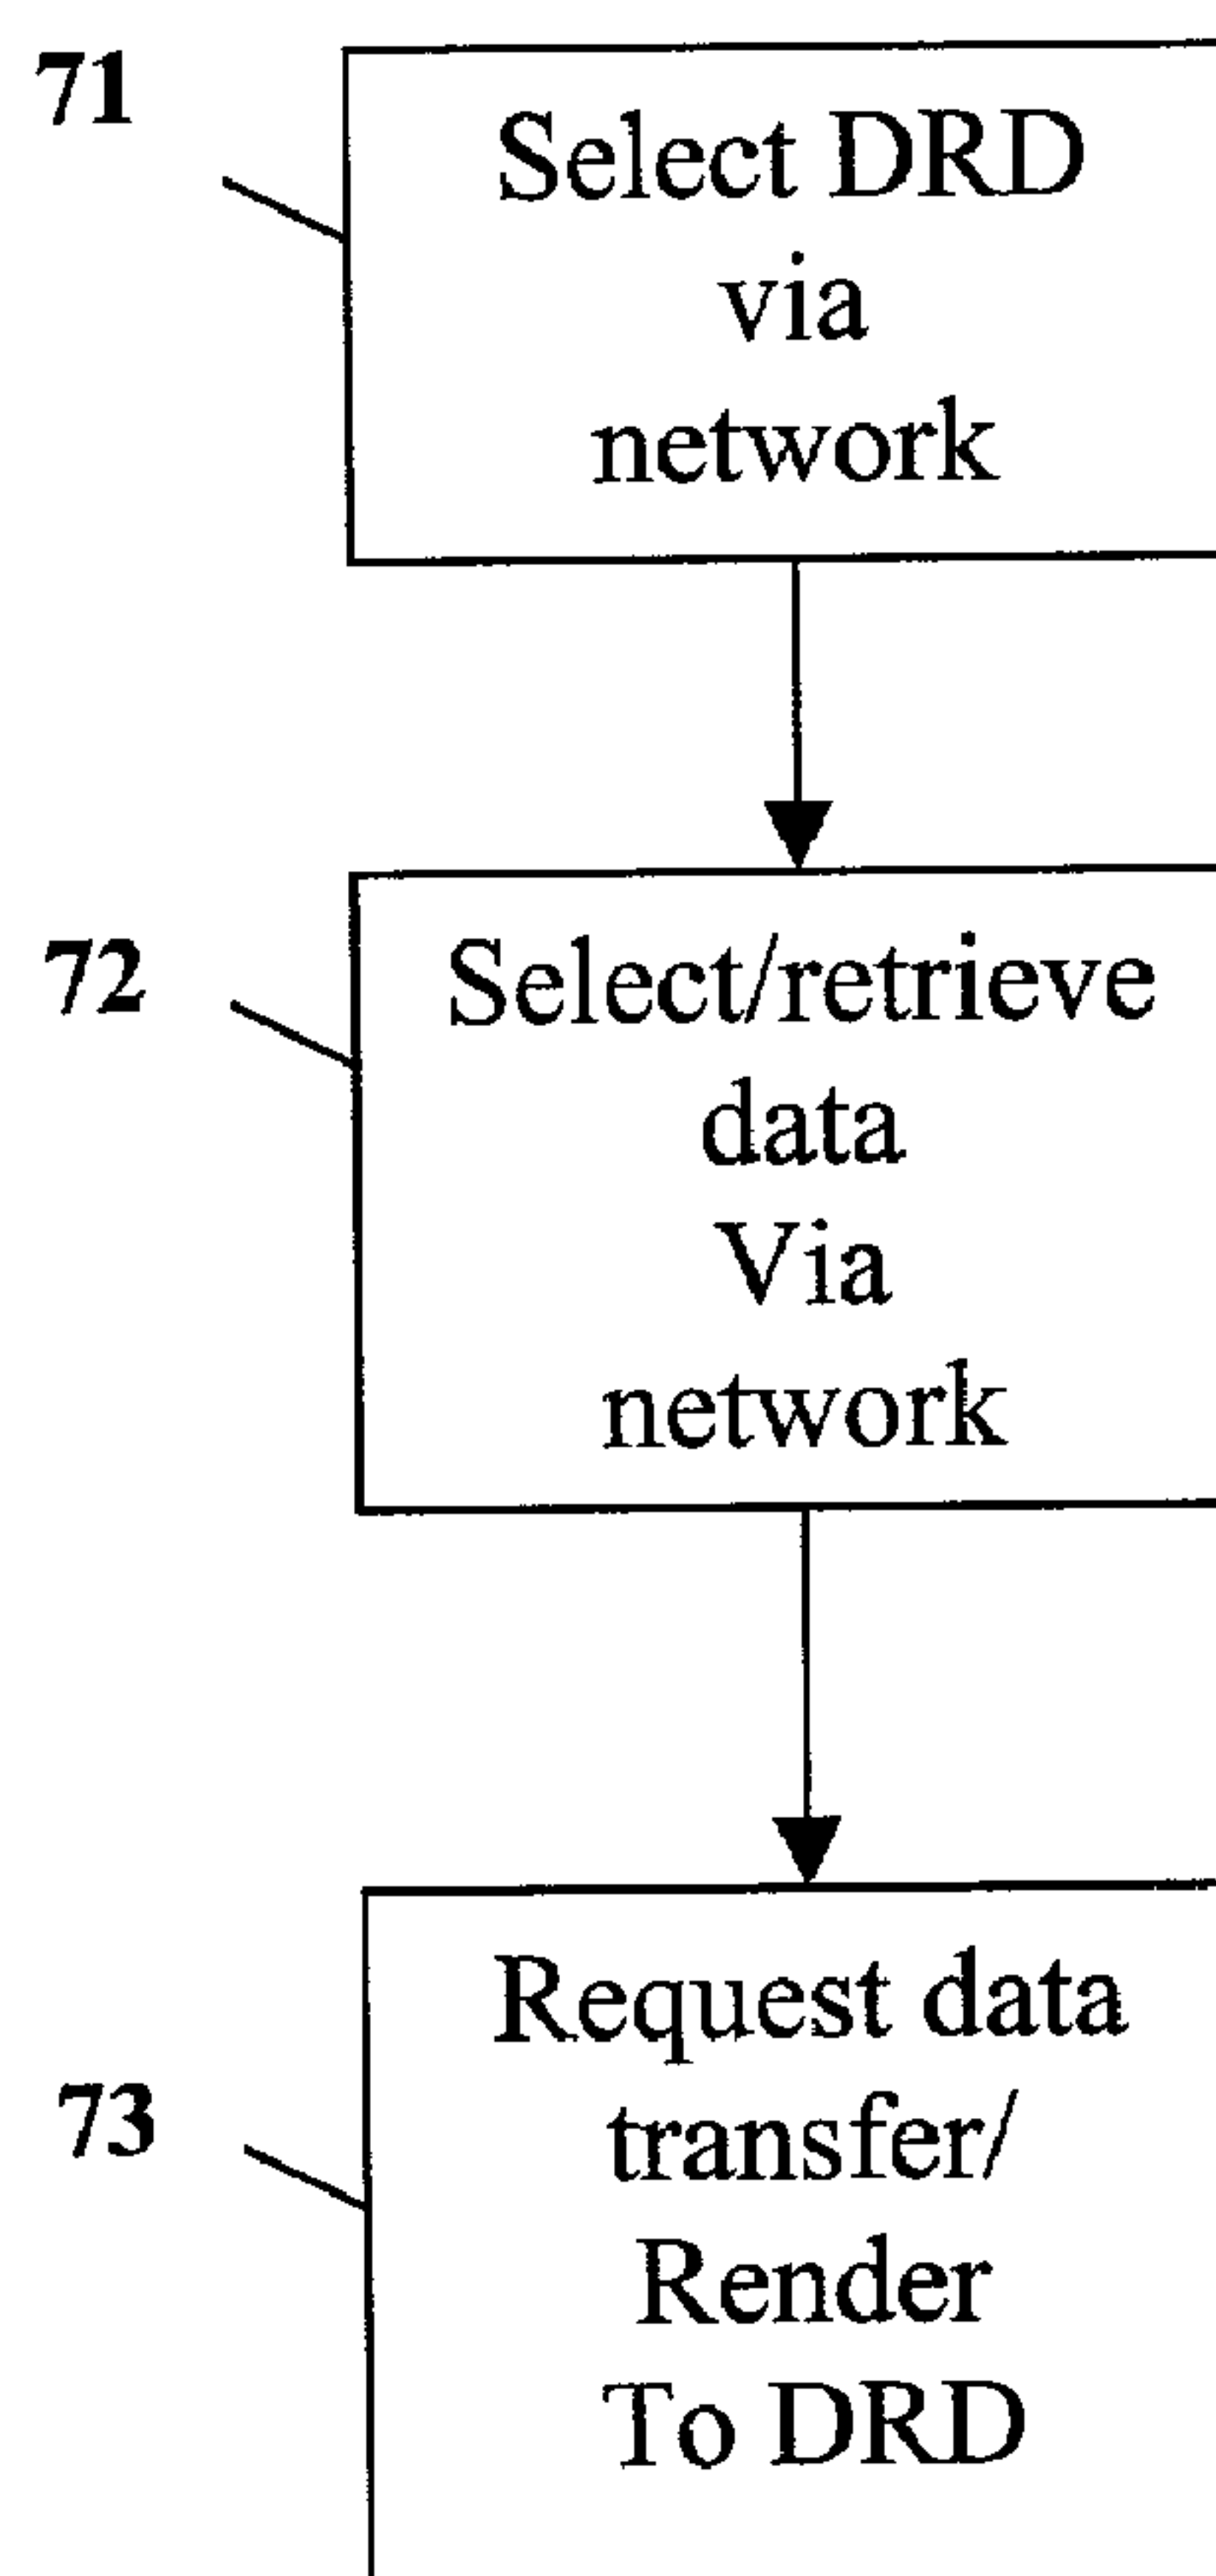 71
Select DRD
via
network
72
Select/retrieve
data
Via
network
73
Request data
transfer/
Render
To DRD